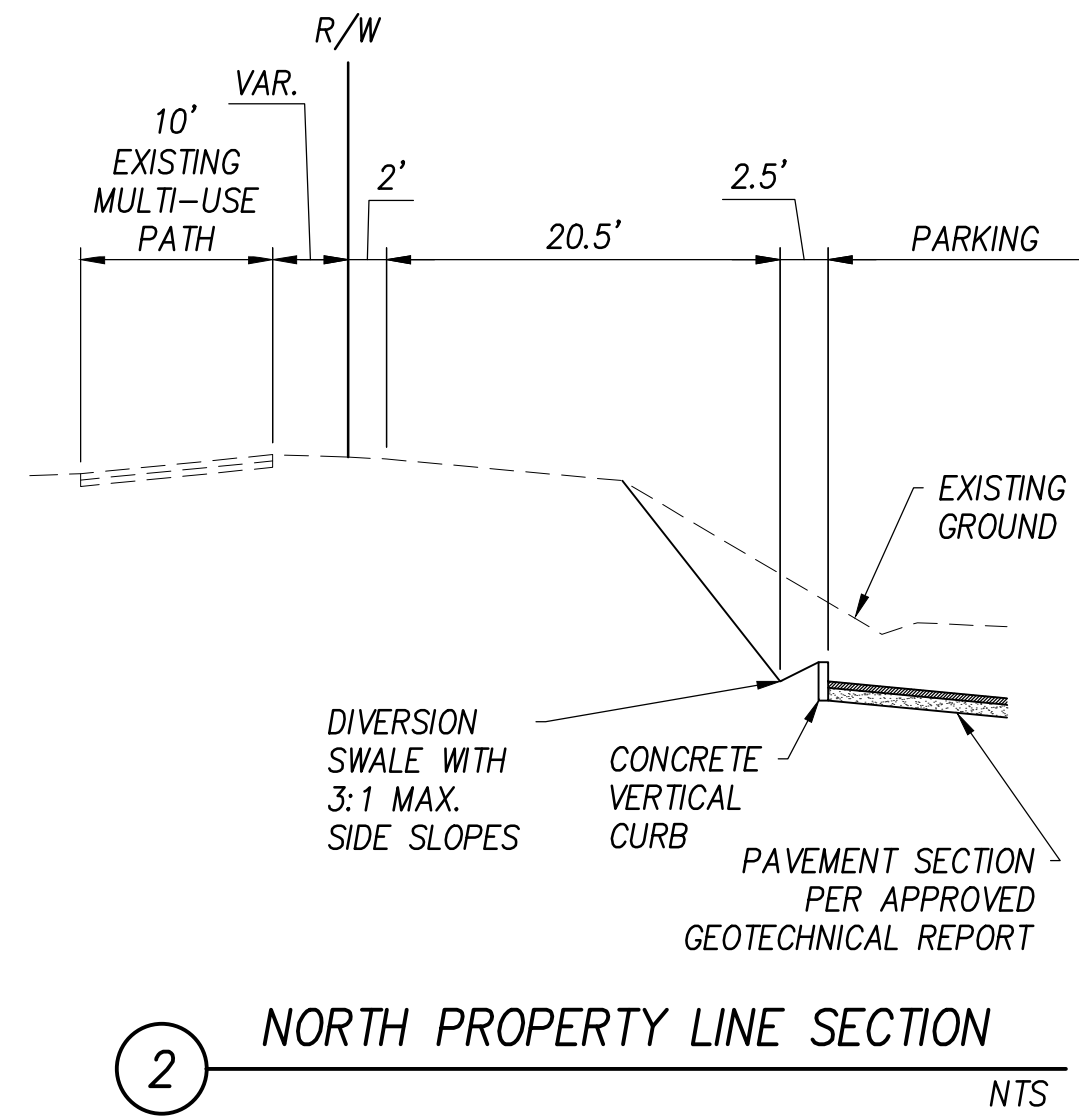 R/W
VAR.
10'
EXISTING
MULTI-USE
PATH
2'
20.5'
2.5'
PARKING
EXISTING
GROUND
DIVERSION
SWALE WITH
3:1 MAX.
SIDE SLOPES
CONCRETE
VERTICAL
CURB
PAVEMENT SECTION
PER APPROVED
GEOTECHNICAL REPORT
2
NORTH PROPERTY LINE SECTION
NTS